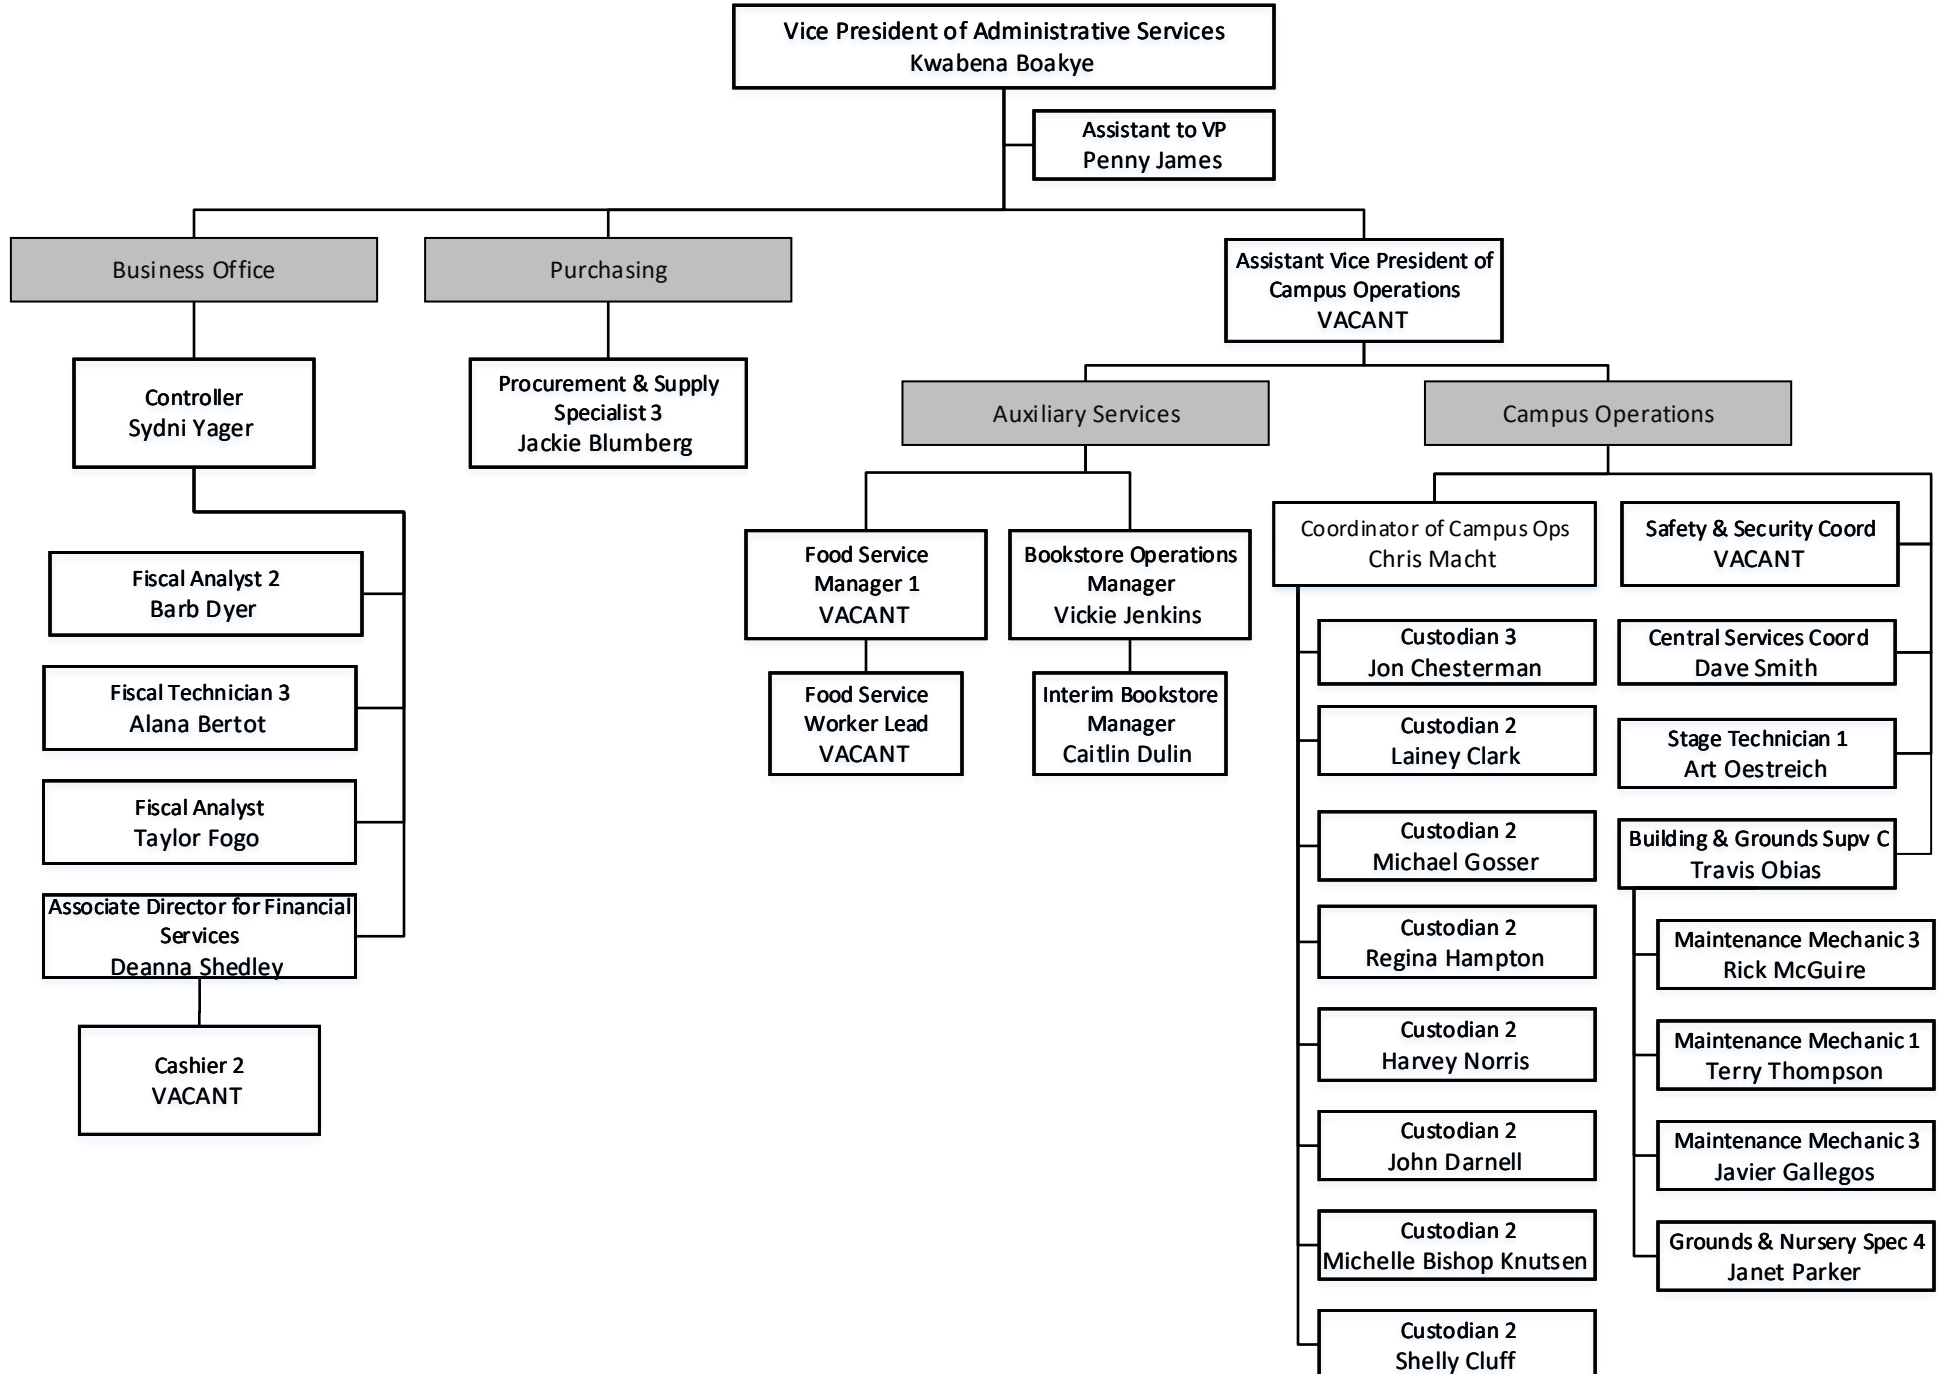 Vice President of Administrative Services
Kwabena Boakye
Assistant to VP
Penny James
Business Office
Purchasing
Assistant Vice President of
Campus Operations
VACANT
Controller
Sydni Yager
Procurement & Supply
Specialist 3
Jackie Blumberg
Auxiliary Services
Campus Operations
Fiscal Analyst 2
Barb Dyer
Fiscal Technician 3
Alana Bertot
Fiscal Analyst
Taylor Fogo
Associate Director for Financial
Services
Deanna Shedley
Cashier 2
VACANT
Food Service
Manager 1
VACANT
Food Service
Worker Lead
VACANT
Bookstore Operations
Manager
Vickie Jenkins
Interim Bookstore
Manager
Caitlin Dulin
Coordinator of Campus Ops
Chris Macht
Custodian 3
Jon Chesterman
Custodian 2
Lainey Clark
Custodian 2
Michael Gosser
Custodian 2
Regina Hampton
Custodian 2
Harvey Norris
Custodian 2
John Darnell
Custodian 2
Michelle Bishop Knutsen
Custodian 2
Shelly Cluff
Safety & Security Coord
VACANT
Central Services Coord
Dave Smith
Stage Technician 1
Art Oestreich
Building & Grounds Supv C
Travis Obias
Maintenance Mechanic 3
Rick McGuire
Maintenance Mechanic 1
Terry Thompson
Maintenance Mechanic 3
Javier Gallegos
Grounds & Nursery Spec 4
Janet Parker